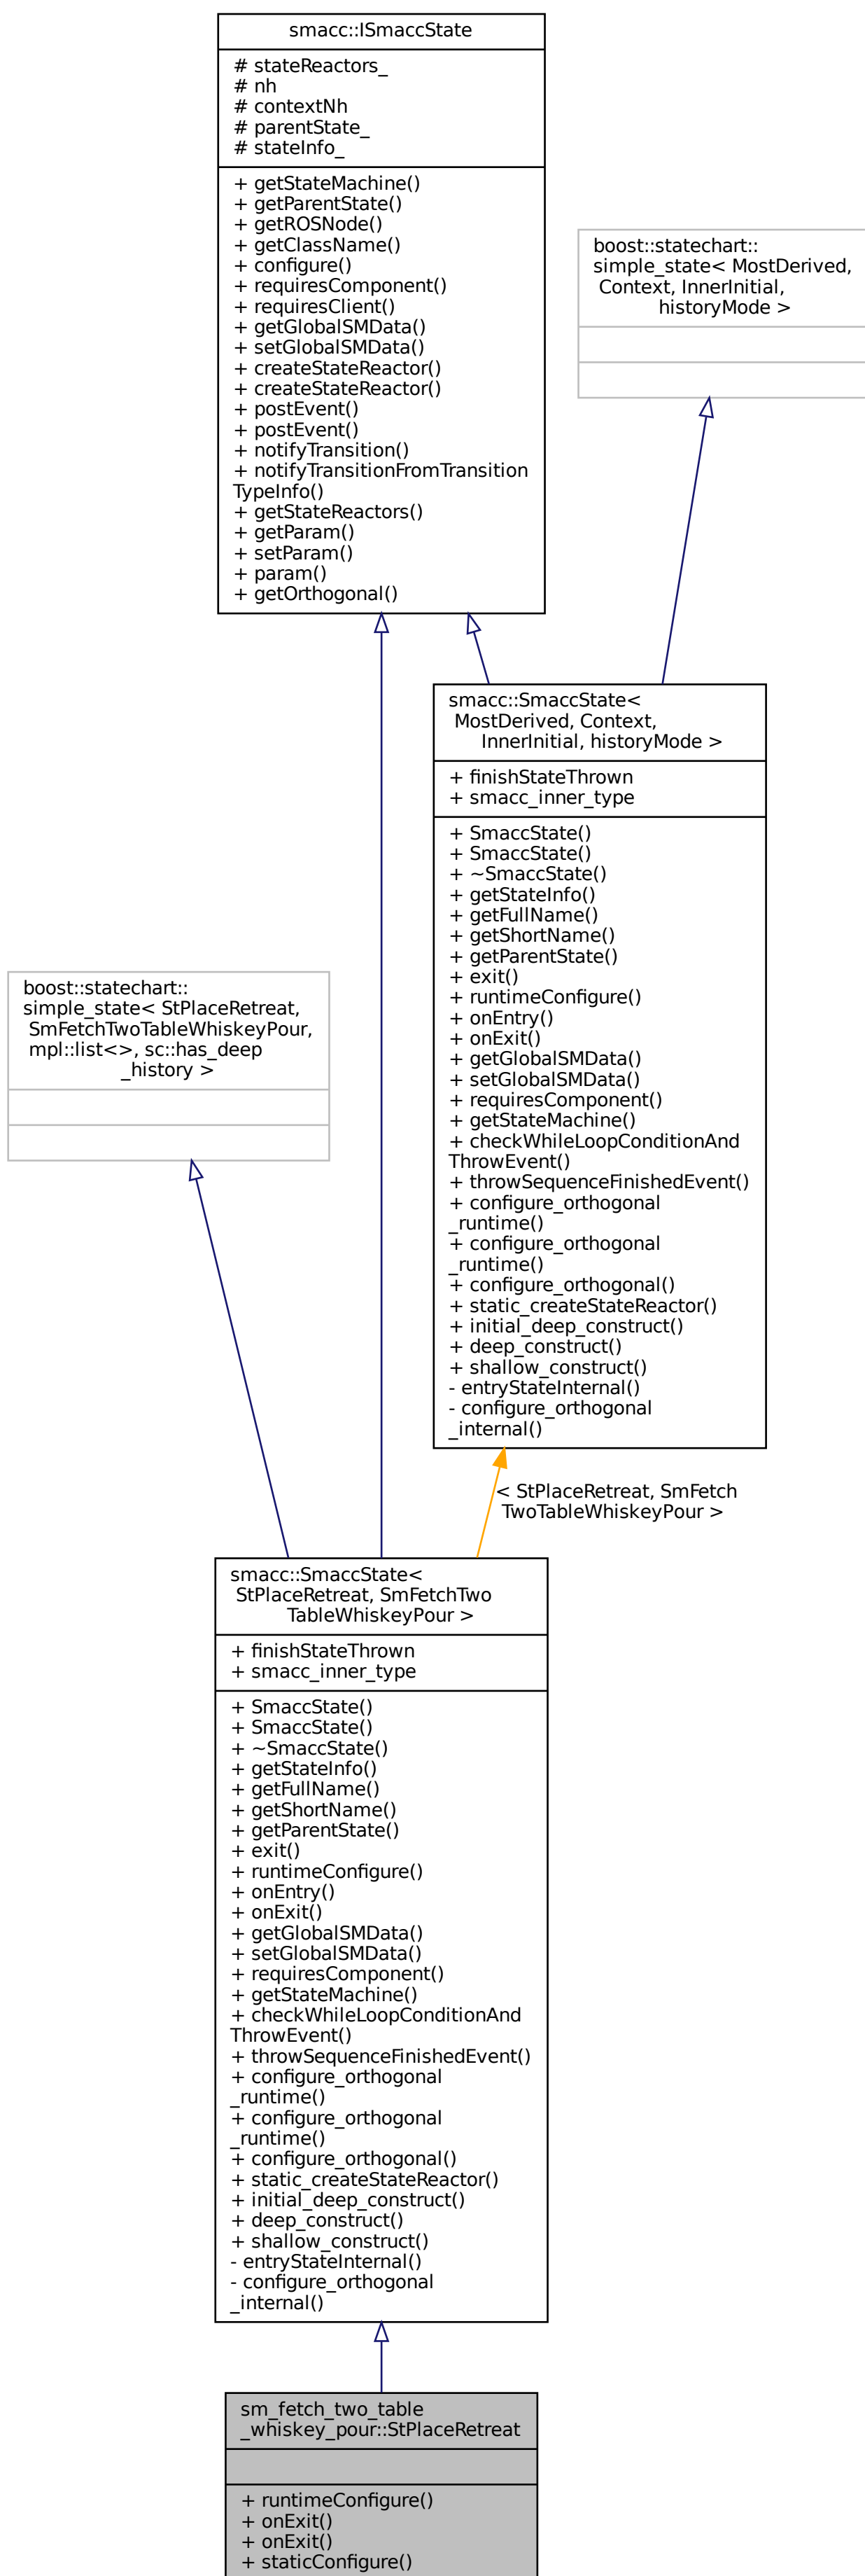 smacc::ISmaccState
# stateReactors_
# nh
# contextNh
# parentState_
# stateInfo_
+ getStateMachine()
+ getParentState()
+ getROSNode()
+ getClassName()
+ configure()
+ requiresComponent()
+ requiresClient()
+ getGlobalSMData()
+ setGlobalSMData()
+ createStateReactor()
+ createStateReactor()
+ postEvent()
+ postEvent()
+ notifyTransition()
+ notifyTransitionFromTransition
TypeInfo()
+ getStateReactors()
+ getParam()
+ setParam()
+ param()
+ getOrthogonal()
boost::statechart::
simple_state< MostDerived,
Context, InnerInitial,
historyMode >
smacc::SmaccState<
MostDerived, Context,
InnerInitial, historyMode >
+ finishStateThrown
+ smacc_inner_type
+ SmaccState()
+ SmaccState()
+ ~SmaccState()
+ getStateInfo()
+ getFullName()
+ getShortName()
+ getParentState()
+ exit()
+ runtimeConfigure()
+ onEntry()
+ onExit()
+ getGlobalSMData()
+ setGlobalSMData()
+ requiresComponent()
+ getStateMachine()
+ checkWhileLoopConditionAnd
ThrowEvent()
+ throwSequenceFinishedEvent()
+ configure_orthogonal
_runtime()
+ configure_orthogonal
_runtime()
+ configure_orthogonal()
+ static_createStateReactor()
+ initial_deep_construct()
+ deep_construct()
+ shallow_construct()
- entryStateInternal()
- configure_orthogonal
_internal()
boost::statechart::
simple_state< StPlaceRetreat,
SmFetchTwoTableWhiskeyPour,
mpl::list<>, sc::has_deep
_history >
< StPlaceRetreat, SmFetch
TwoTableWhiskeyPour >
smacc::SmaccState<
StPlaceRetreat, SmFetchTwo
TableWhiskeyPour >
+ finishStateThrown
+ smacc_inner_type
+ SmaccState()
+ SmaccState()
+ ~SmaccState()
+ getStateInfo()
+ getFullName()
+ getShortName()
+ getParentState()
+ exit()
+ runtimeConfigure()
+ onEntry()
+ onExit()
+ getGlobalSMData()
+ setGlobalSMData()
+ requiresComponent()
+ getStateMachine()
+ checkWhileLoopConditionAnd
ThrowEvent()
+ throwSequenceFinishedEvent()
+ configure_orthogonal
_runtime()
+ configure_orthogonal
_runtime()
+ configure_orthogonal()
+ static_createStateReactor()
+ initial_deep_construct()
+ deep_construct()
+ shallow_construct()
- entryStateInternal()
- configure_orthogonal
_internal()
sm_fetch_two_table
_whiskey_pour::StPlaceRetreat
+ runtimeConfigure()
+ onExit()
+ onExit()
+ staticConfigure()